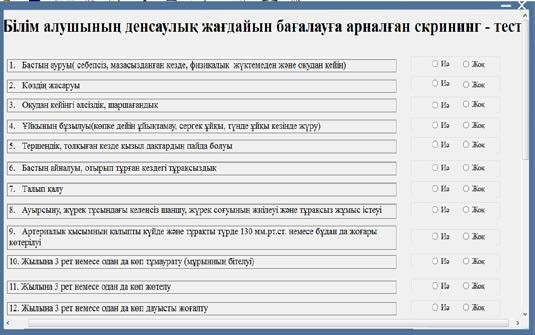 Білім алушының денсаулық жағдайын бағалауға арналған скрининг - тест
1. Бастың ауруы( себепсіз, мазасызданған кезде, физикалық жүктемеден және оқудан кейін) Иә Жоқ
2. Көздің жасаруы Иә Жоқ
3. Оқудан кейінгі әлсіздік, шаршағандық Иә Жоқ
4. Ұйқының бұзылуы(көпке дейін ұйықтамау, сергек ұйқы, түнде ұйқы кезінде жүру) Иә Жоқ
5. Тершеңдік, толқыған кезде қызыл дақтардың пайда болуы Иә Жоқ
6. Бастың айналуы, отырып тұрған кездегі тұрақсыздық Иә Жоқ
7. Талып қалу Иә Жоқ
8. Ауырсыну, жүрек тұсындағы келеңсіз шаншу, жүрек соғуының жиілеуі және тұрақсыз жұмыс істеуі Иә Жоқ
9. Артериалық қысымның қалыпты күйде және тұрақты түрде 130 мм.рт.ст. немесе бұдан да жоғары
көтерілуі Иә Жоқ
10. Жылына 3 рет немесе одан да көп тұмаурату (мұрынның бітелуі) Иә Жоқ
11. Жылына 3 рет немесе одан да көп жөтелу Иә Жоқ
12. Жылына 3 рет немесе одан да көп дауысты жоғалту Иә Жоқ